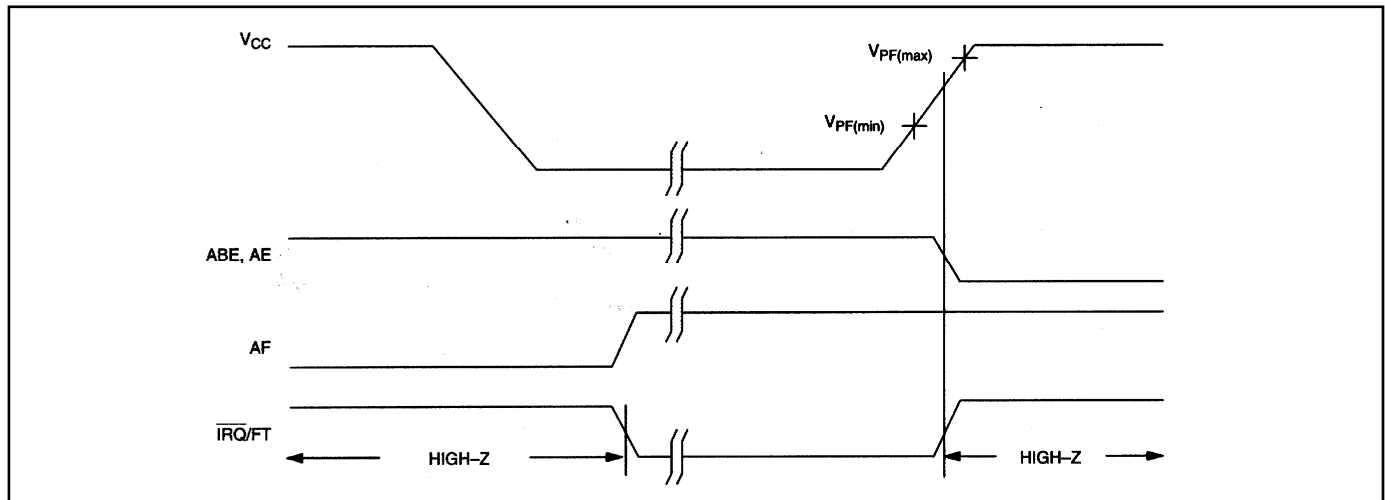 VCC
VPF(max)
VPF(min)
ABE, AE
AF
IRQ/FT
HIGH–Z
HIGH–Z